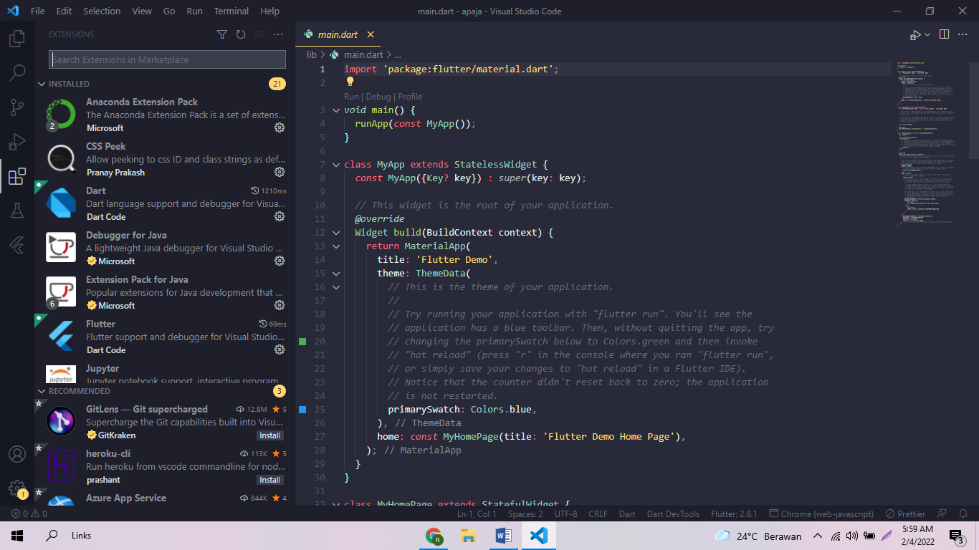 File Edit Selection View Go Run Terminal Help
main.dart - apaja - Visual Studio Code
EXTENSIONS
Search Extensions in Marketplace
INSTALLED 21
Anaconda Extension Pack
The Anaconda Extension Pack is a set of extens...
Microsoft
2
CSS Peek
Allow peeking to css ID and class strings as def...
Pranay Prakash
Dart 1210ms
Dart language support and debugger for Visual...
Dart Code
Debugger for Java
A lightweight Java debugger for Visual Studio ...
Microsoft
Extension Pack for Java
Popular extensions for Java development that ...
Microsoft
6
Flutter 69ms
Flutter support and debugger for Visual Studio...
Dart Code
Jupyter
Jupyter notebook support, interactive program...
RECOMMENDED 3
GitLens — Git supercharged 12.8M 5
Supercharge the Git capabilities built into Visu...
GitKraken Install
heroku-cli 113K 5
Run heroku from vscode commandline for nod...
prashant Install
Azure App Service 844K 4
1
main.dart
lib > main.dart > ...
1 import 'package:flutter/material.dart';
2
Run | Debug | Profile
3 void main() {
4 runApp(const MyApp());
5 }
6
7 class MyApp extends StatelessWidget {
8 const MyApp({Key? key}) : super(key: key);
9
10 // This widget is the root of your application.
11 @override
12 Widget build(BuildContext context) {
13 return MaterialApp(
14 title: 'Flutter Demo',
15 theme: ThemeData(
16 // This is the theme of your application.
17 //
18 // Try running your application with "flutter run". You'll see the
19 // application has a blue toolbar. Then, without quitting the app, try
20 // changing the primarySwatch below to Colors.green and then invoke
21 // "hot reload" (press "r" in the console where you ran "flutter run",
22 // or simply save your changes to "hot reload" in a Flutter IDE).
23 // Notice that the counter didn't reset back to zero; the application
24 // is not restarted.
25 primarySwatch: Colors.blue,
26 ), // ThemeData
27 home: const MyHomePage(title: 'Flutter Demo Home Page'),
28 ); // MaterialApp
29 }
30 }
31
32 class MyHomePage extends StatefulWidget {
0 0 Ln 1, Col 1 Spaces: 2 UTF-8 CRLF Dart Dart DevTools Flutter: 2.8.1 Chrome (web-javascript) Prettier
Links 24°C Berawan 5:59 AM
2/4/2022 3